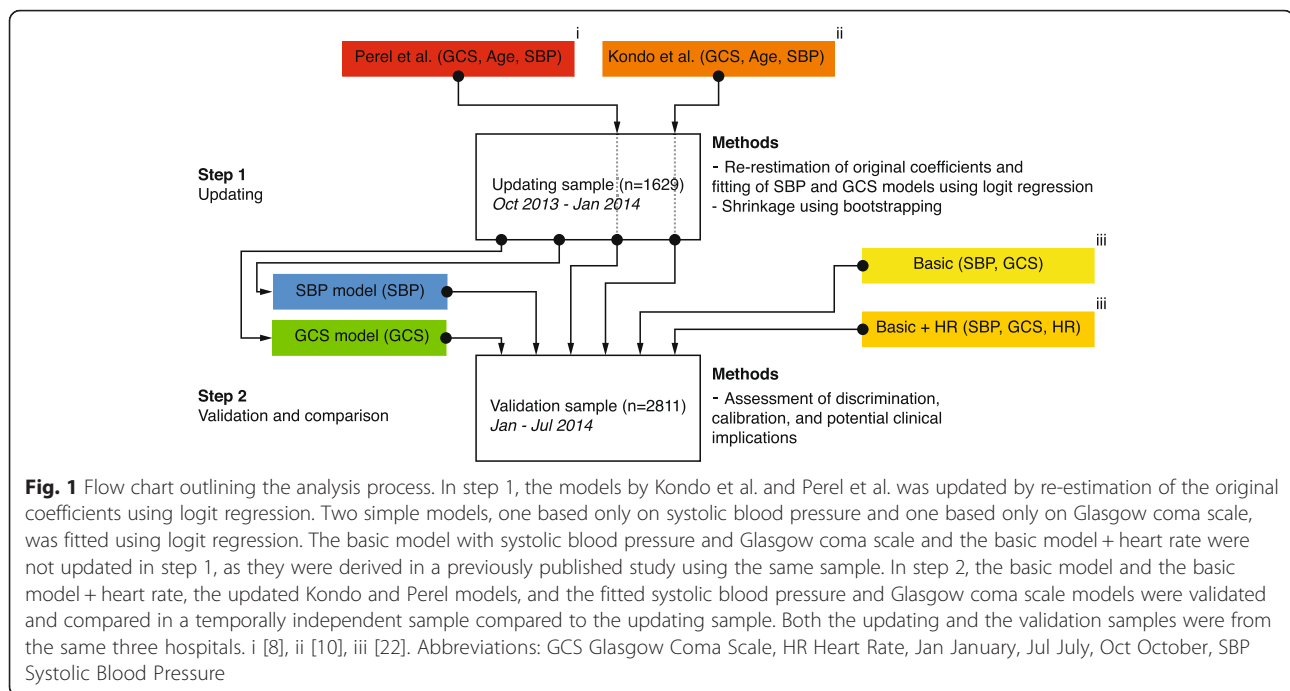 i
ii
Perel et al. (GCS, Age, SBP)
Kondo et al. (GCS, Age, SBP)
Step 1
Updating
Updating sample (n=1629)
Oct 2013 - Jan 2014
Methods
- Re-restimation of original coefficients and
fitting of SBP and GCS models using logit regression
- Shrinkage using bootstrapping
SBP model (SBP)
GCS model (GCS)
iii
Basic (SBP, GCS)
iii
Basic + HR (SBP, GCS, HR)
Step 2
Validation and comparison
Validation sample (n=2811)
Jan - Jul 2014
Methods
- Assessment of discrimination,
calibration, and potential clinical
implications
Fig. 1 Flow chart outlining the analysis process. In step 1, the models by Kondo et al. and Perel et al. was updated by re-estimation of the original
coefficients using logit regression. Two simple models, one based only on systolic blood pressure and one based only on Glasgow coma scale,
was fitted using logit regression. The basic model with systolic blood pressure and Glasgow coma scale and the basic model + heart rate were
not updated in step 1, as they were derived in a previously published study using the same sample. In step 2, the basic model and the basic
model + heart rate, the updated Kondo and Perel models, and the fitted systolic blood pressure and Glasgow coma scale models were validated
and compared in a temporally independent sample compared to the updating sample. Both the updating and the validation samples were from
the same three hospitals. i [8], ii [10], iii [22]. Abbreviations: GCS Glasgow Coma Scale, HR Heart Rate, Jan January, Jul July, Oct October, SBP
Systolic Blood Pressure